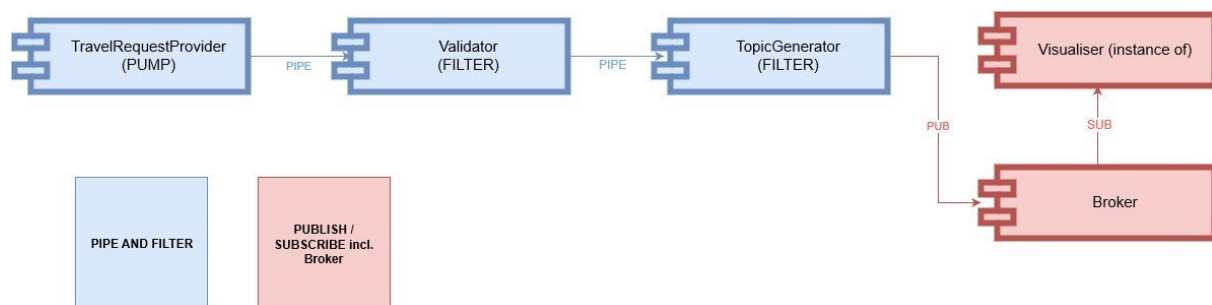 TravelRequestProvider
(PUMP)
PIPE
Validator
(FILTER)
PIPE
TopicGenerator
(FILTER)
Visualiser (instance of)
PUB
SUB
Broker
PIPE AND FILTER
PUBLISH /
SUBSCRIBE incl.
Broker